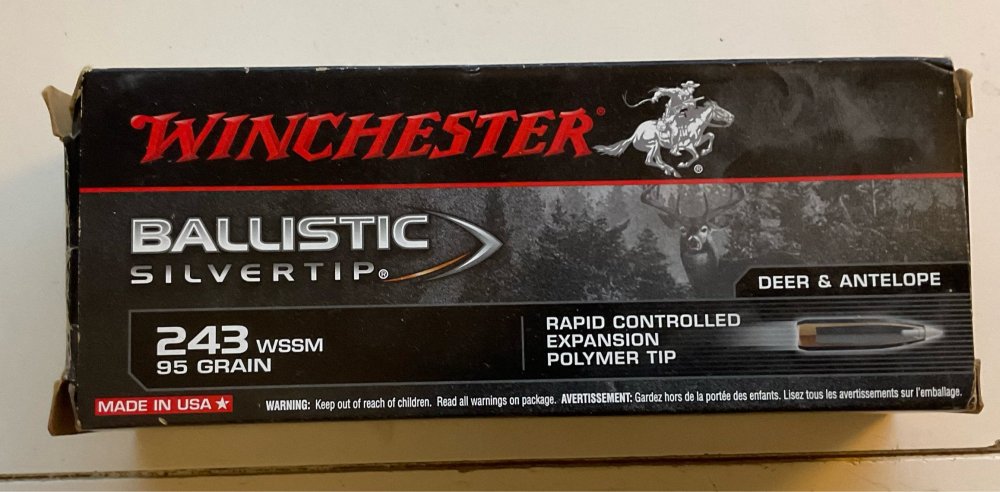 WINCHESTER®
®
BALLISTIC
SILVERTIP®
DEER & ANTELOPE
243 WSSM
95 GRAIN
RAPID CONTROLLED
EXPANSION
POLYMER TIP
MADE IN USA ★
WARNING: Keep out of reach of children. Read all warnings on package. AVERTISSEMENT: Gardez hors de la portée des enfants. Lisez tous les avertissements sur l'emballage.